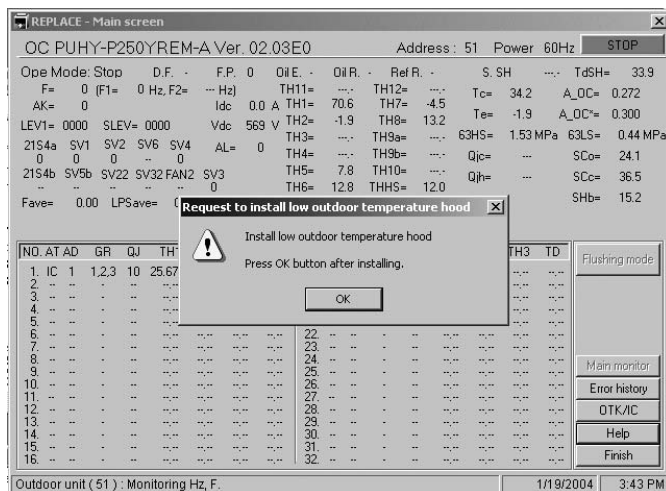 REPLACE - Main screen
OC PUHY-P250YREM-A Ver. 02.03E0 Address : 51 Power 60Hz STOP
Ope Mode: Stop D.F. - F.P. 0 Oil E. - Oil R. - Ref R. - S. SH ---.- TdSH= 33.9
F= 0 (F1= 0 Hz, F2= --- Hz) TH11= ---.- TH12= ---.- Tc= 34.2 A_OC= 0.272
AK= 0 Idc 0.0 A TH1= 70.6 TH7= -4.5
Te= -1.9 A_OC*= 0.300
LEV1= 0000 SLEV= 0000 Vdc 569 V TH2= -1.9 TH8= 13.2
21S4a SV1 SV2 SV6 SV4 AL= 0 TH3= ---.- TH9a= ---.- 63HS= 1.53 MPa 63LS= 0.44 MPa
0 0 0 0 0 TH4= ---.- TH9b= ---.- Qjc= --- SCo= 24.1
21S4b SV5b SV22 SV32 FAN2 SV3 TH5= 7.8 TH10= ---.- Qjh= --- SCc= 36.5
-- -- -- -- -- 0 TH6= 12.8 THHS= 12.0
Fave= 0.00 LPSave= SHb= 15.2
Request to install low outdoor temperature hood
Install low outdoor temperature hood
Press OK button after installing.
OK
NO. AT AD GR QJ TH1 TH3 TD
1. IC 1 1,2,3 10 25.67 --.-- --.--
2. -- -- - -- --.-- --.-- --.--
3. -- -- - -- --.-- --.-- --.--
4. -- -- - -- --.-- --.-- --.--
5. -- -- - -- --.-- --.-- --.--
6. -- -- - -- --.-- --.-- --.-- --.-- 22. -- -- - -- --.-- --.-- --.-- --.--
7. -- -- - -- --.-- --.-- --.-- --.-- 23. -- -- - -- --.-- --.-- --.-- --.--
8. -- -- - -- --.-- --.-- --.-- --.-- 24. -- -- - -- --.-- --.-- --.-- --.--
9. -- -- - -- --.-- --.-- --.-- --.-- 25. -- -- - -- --.-- --.-- --.-- --.--
10. -- -- - -- --.-- --.-- --.-- --.-- 26. -- -- - -- --.-- --.-- --.-- --.--
11. -- -- - -- --.-- --.-- --.-- --.-- 27. -- -- - -- --.-- --.-- --.-- --.--
12. -- -- - -- --.-- --.-- --.-- --.-- 28. -- -- - -- --.-- --.-- --.-- --.--
13. -- -- - -- --.-- --.-- --.-- --.-- 29. -- -- - -- --.-- --.-- --.-- --.--
14. -- -- - -- --.-- --.-- --.-- --.-- 30. -- -- - -- --.-- --.-- --.-- --.--
15. -- -- - -- --.-- --.-- --.-- --.-- 31. -- -- - -- --.-- --.-- --.-- --.--
16. -- -- - -- --.-- --.-- --.-- --.-- 32. -- -- - -- --.-- --.-- --.-- --.--
Flushing mode
Main monitor
Error history
OTK/IC
Help
Finish
Outdoor unit ( 51 ) : Monitoring Hz, F. 1/19/2004 3:43 PM